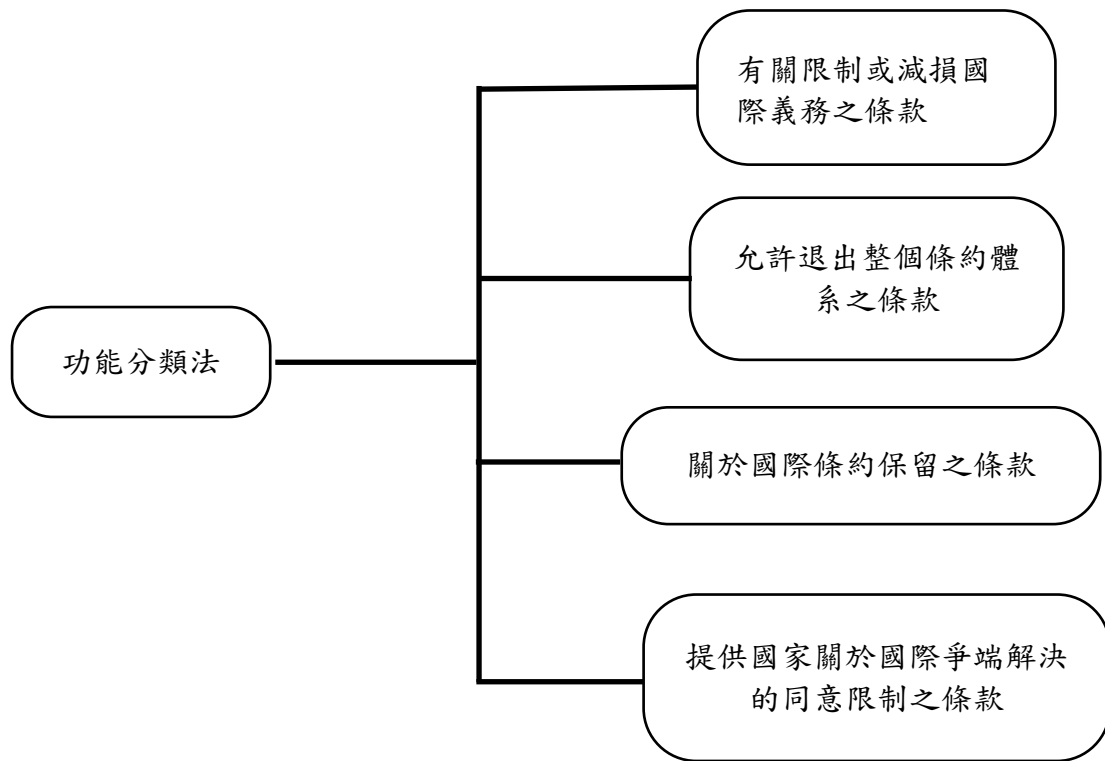 有關限制或減損國
際義務之條款
允許退出整個條約體
系之條款
功能分類法
關於國際條約保留之條款
提供國家關於國際爭端解決
的同意限制之條款